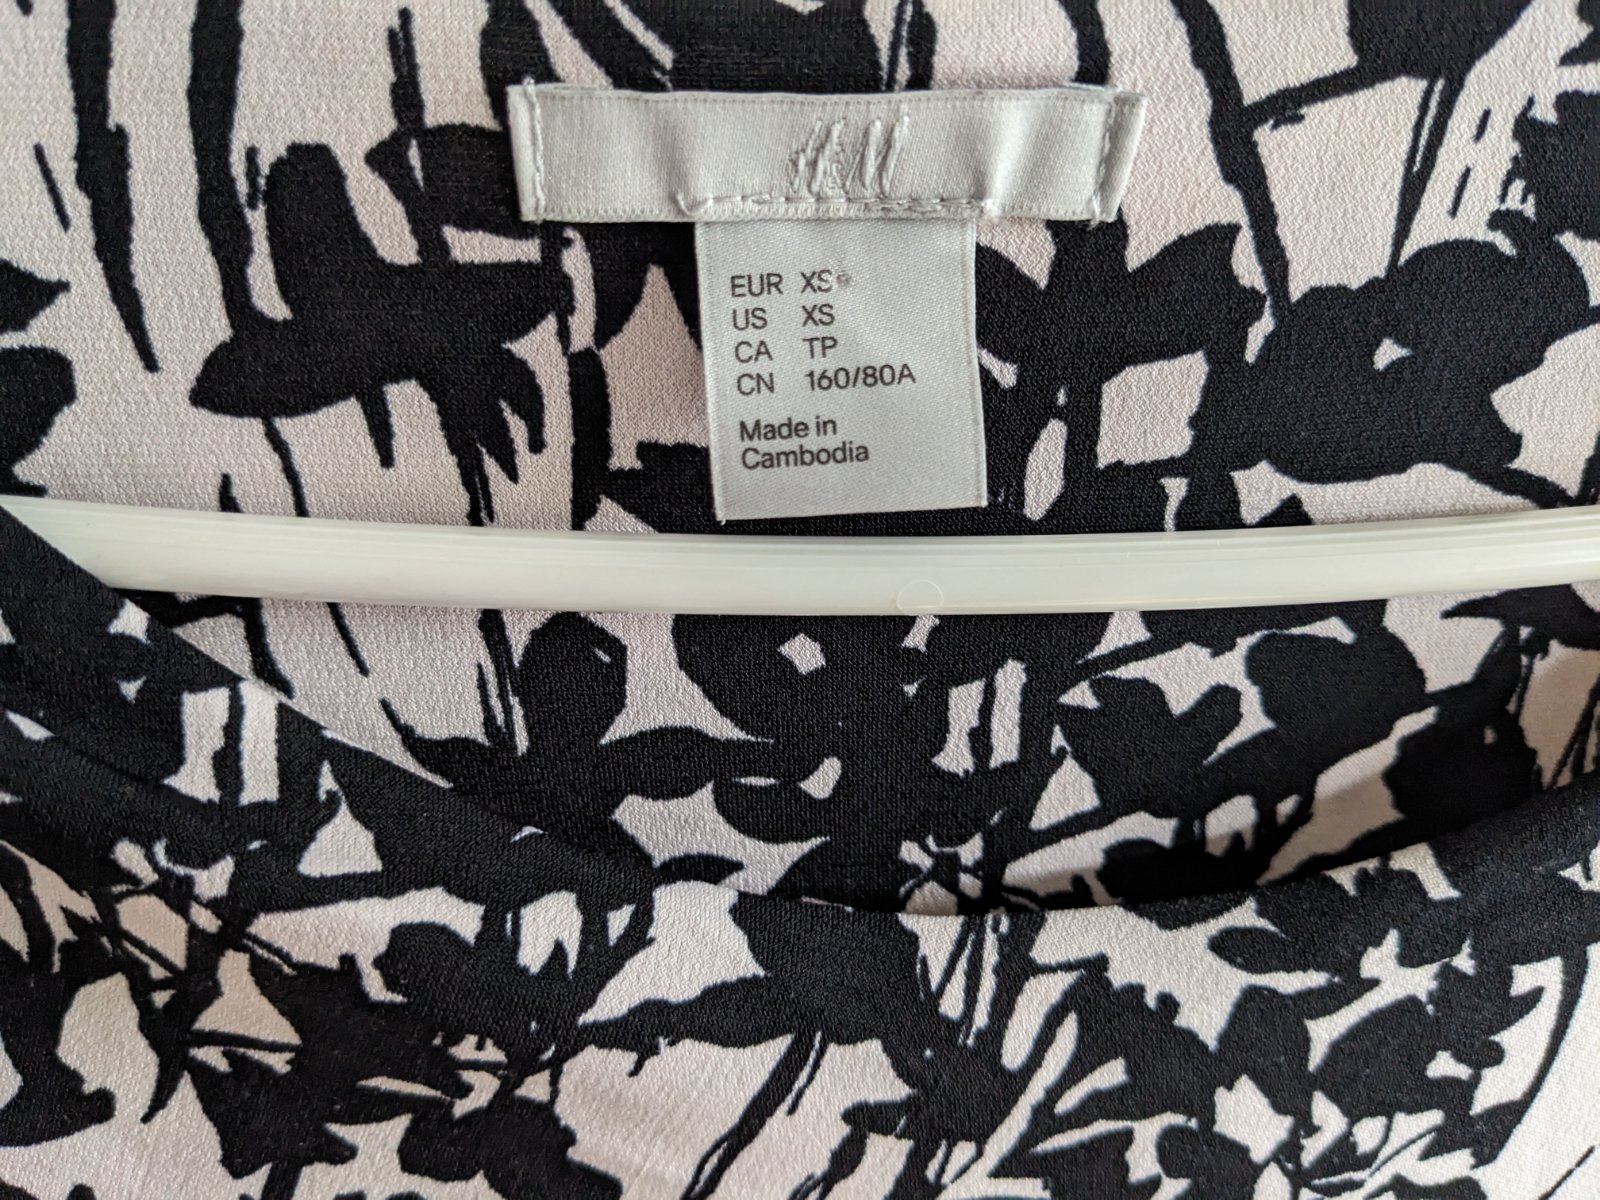 H&M
EUR XS
US XS
CA TP
CN 160/80A
Made in
Cambodia